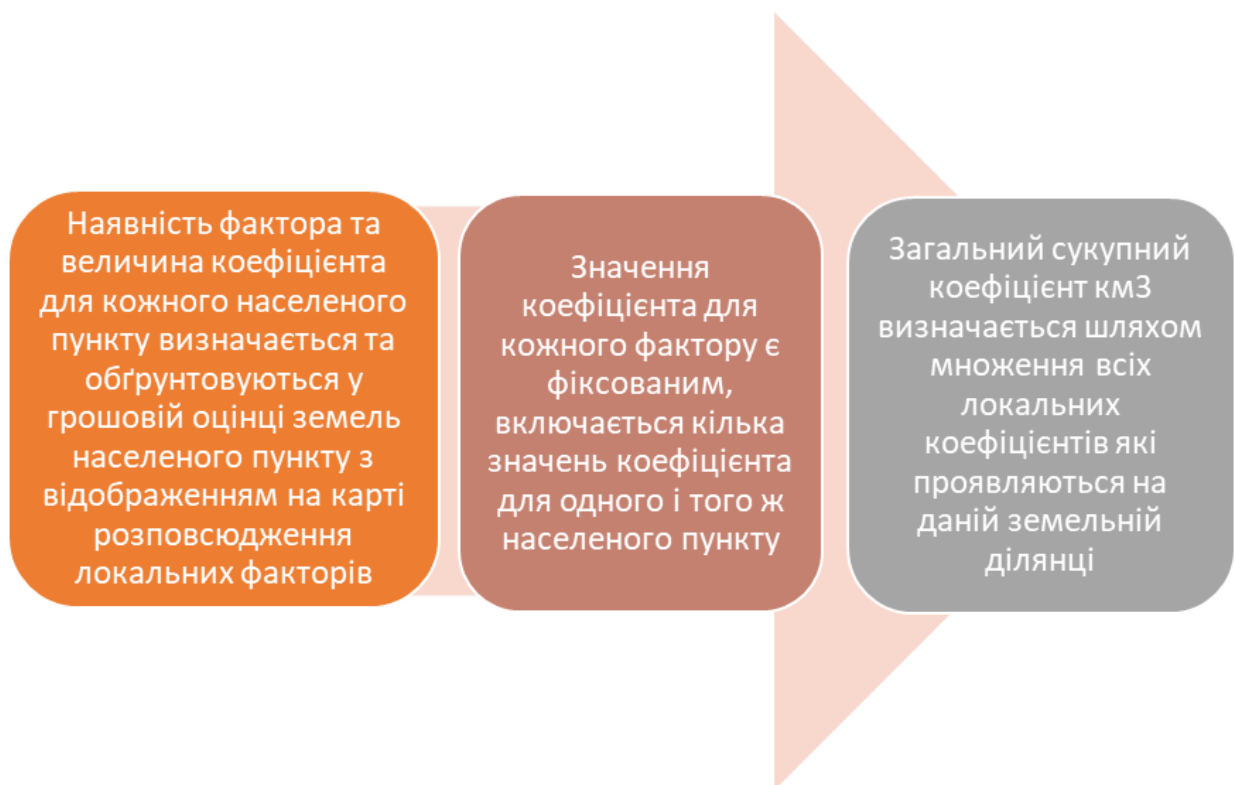 Наявність фактора та
величина коефіцієнта
для кожного населеного
пункту визначається та
обґрунтовуються у
грошовій оцінці земель
населеного пункту з
відображенням на карті
розповсюдження
локальних факторів
Значення
коефіцієнта для
кожного фактору є
фіксованим,
включається кілька
значень коефіцієнта
для одного і того ж
населеного пункту
Загальний сукупний
коефіцієнт км3
визначається шляхом
множення всіх
локальних
коефіцієнтів які
проявляються на
даній земельній
ділянці